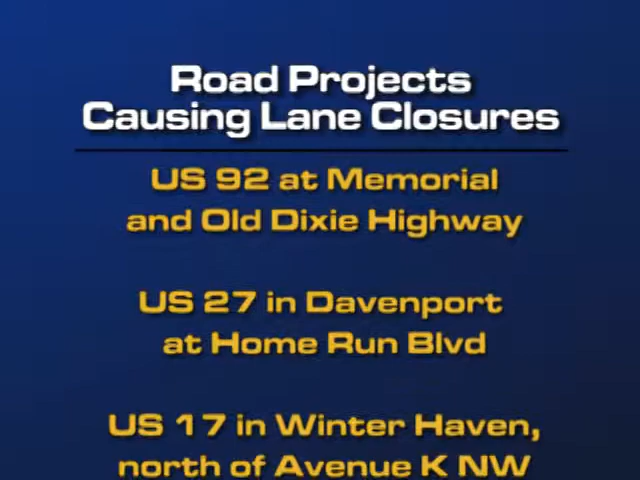 Road Projects
Causing Lane Closures
US 92 at Memorial
and Old Dixie Highway
US 27 in Davenport
at Home Run Blvd
US 17 in Winter Haven,
north of Avenue K NW